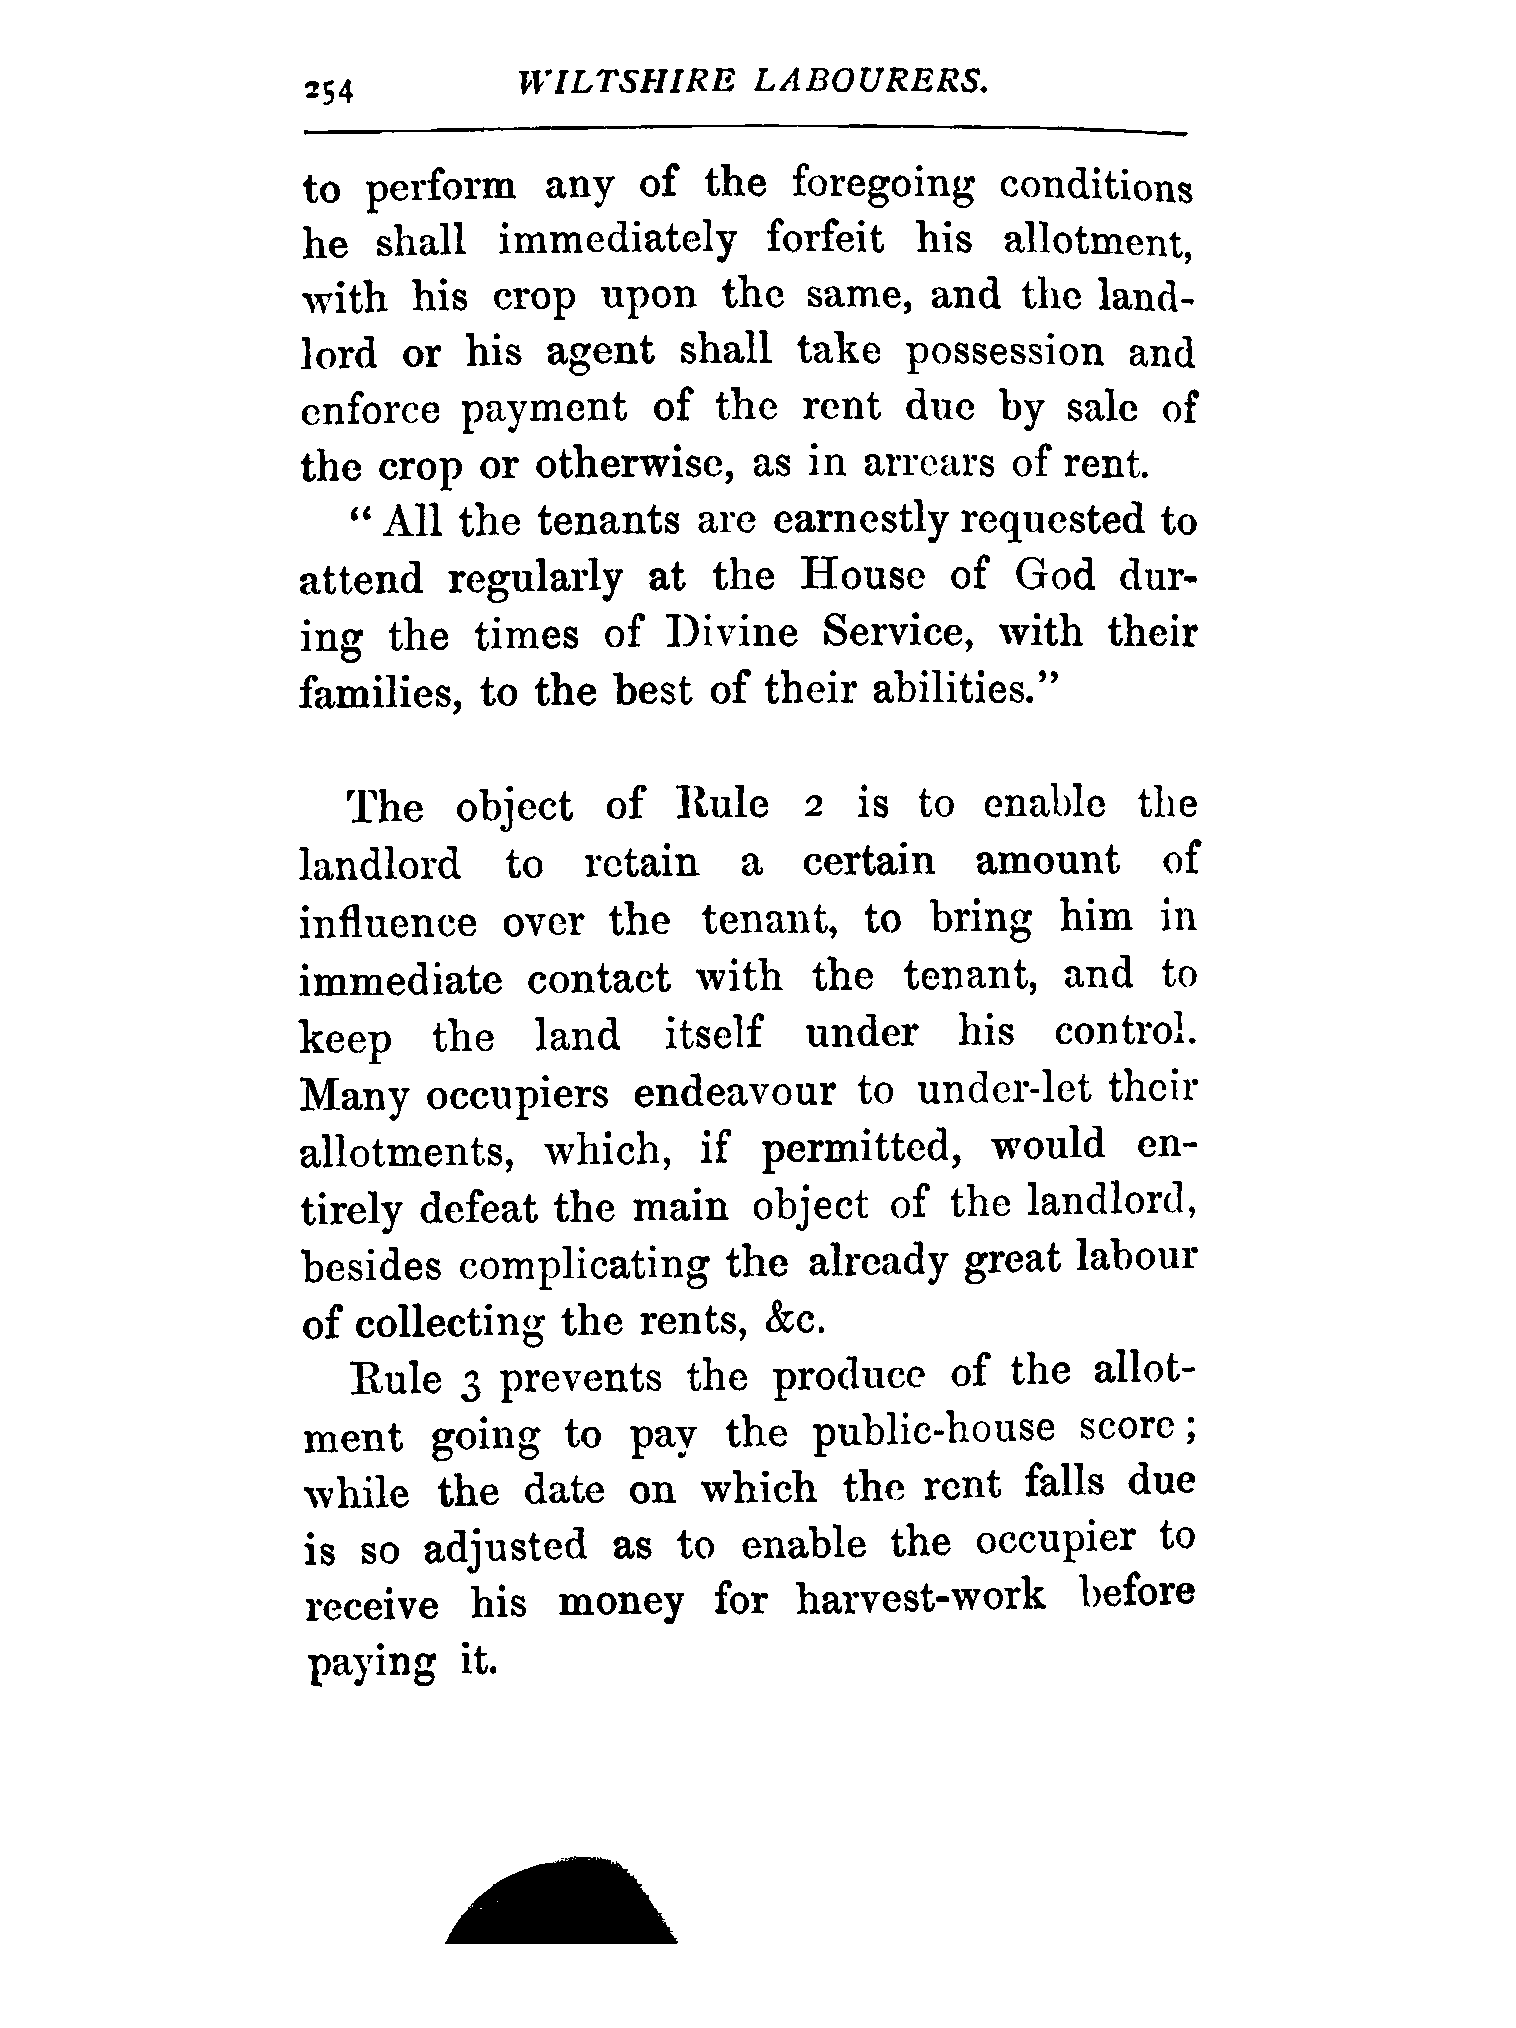 254 WILTSHIRE LABOURERS.
to perform any of the foregoing conditions
he shall immediately forfeit his allotment,
with his crop upon the same, and the land-
lord or his agent shall take possession and
enforce payment of the rent due by sale of
the crop or otherwise, as in arrears of rent.
“All the tenants are earnestly requested to
attend regularly at the House of God dur-
ing the times of Divine Service, with their
families, to the best of their abilities.”
The object of Rule 2 is to enable the
landlord to retain a certain amount of
influence over the tenant, to bring him in
immediate contact with the tenant, and to
keep the land itself under his control.
Many occupiers endeavour to under-let their
allotments, which, if permitted, would en-
tirely defeat the main object of the landlord,
besides complicating the already great labour
of collecting the rents, &c.
Rule 3 prevents the produce of the allot-
ment going to pay the public-house score;
while the date on which the rent falls due
is so adjusted as to enable the occupier to
receive his money for harvest-work before
paying it.